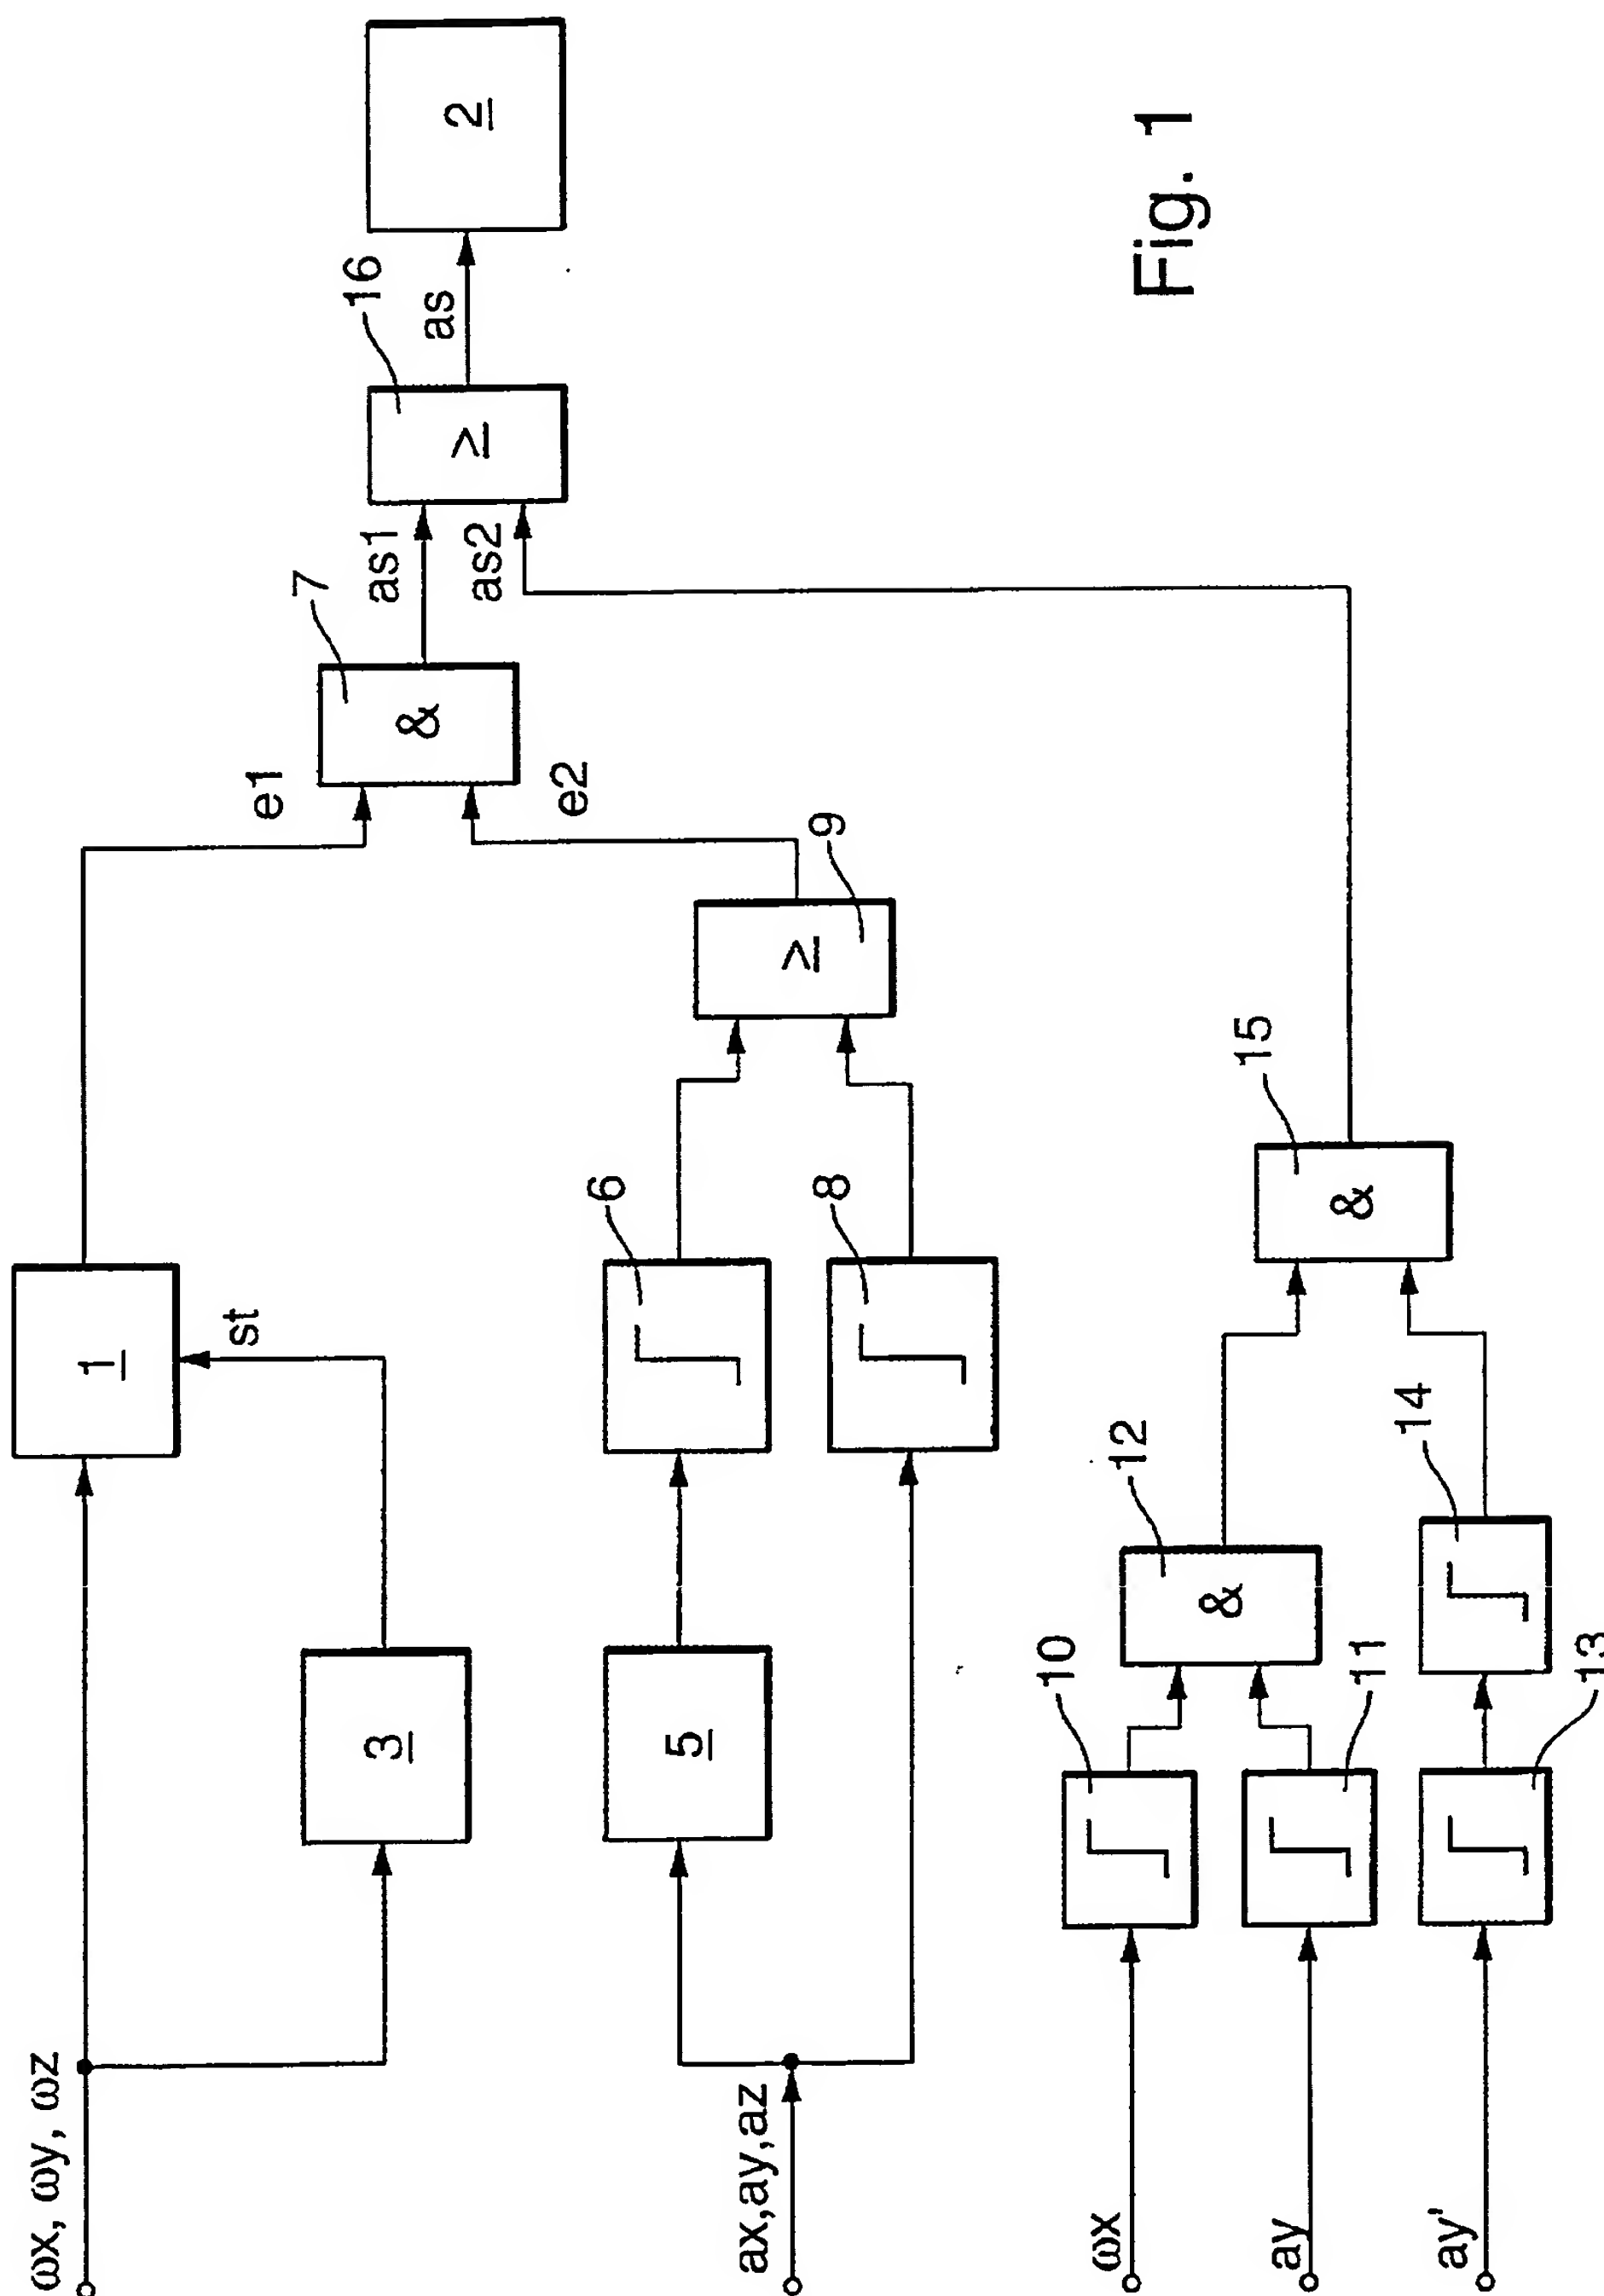 ωx, ωy, ωz
1
st
3
e1
7
&
e2
as1
as2
16
≥
as
2
ax,ay,az
5
6
8
9
≥
ωx
10
ay
11
12
&
ay'
13
14
15
&
Fig. 1